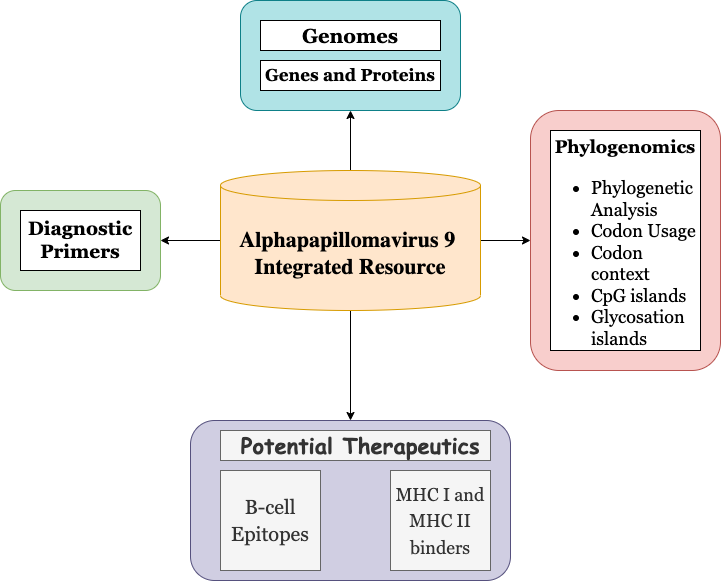 Genomes
Genes and Proteins
Phylogenomics
• Phylogenetic
Analysis
• Codon Usage
• Codon
context
• CpG islands
• Glycosation
islands
Diagnostic
Primers
Alphapapillomavirus 9
Integrated Resource
Potential Therapeutics
B-cell
Epitopes
MHC I and
MHC II
binders